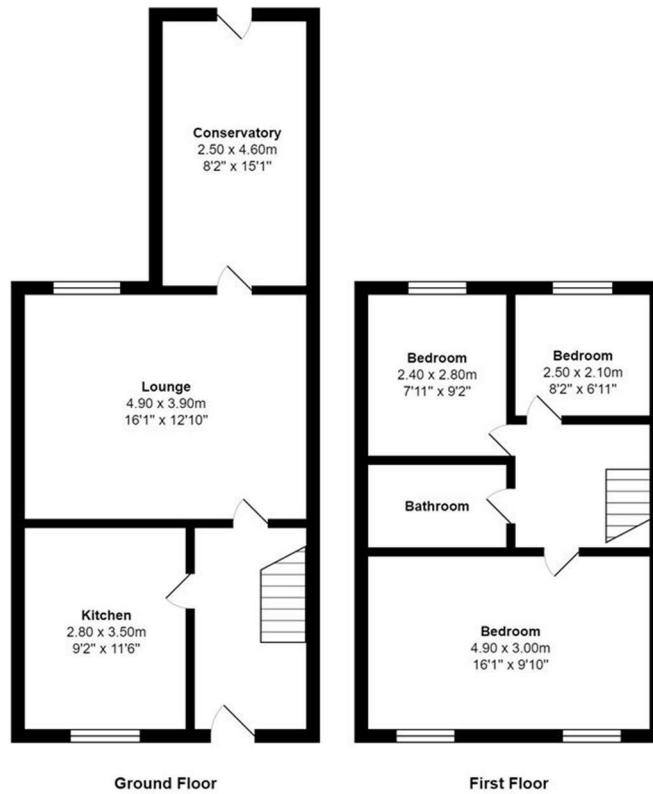 Conservatory
2.50 x 4.60m
8'2" x 15'1"
Lounge
4.90 x 3.90m
16'1" x 12'10"
Kitchen
2.80 x 3.50m
9'2" x 11'6"
Ground Floor
Bedroom
2.40 x 2.80m
7'11" x 9'2"
Bedroom
2.50 x 2.10m
8'2" x 6'11"
Bathroom
Bedroom
4.90 x 3.00m
16'1" x 9'10"
First Floor